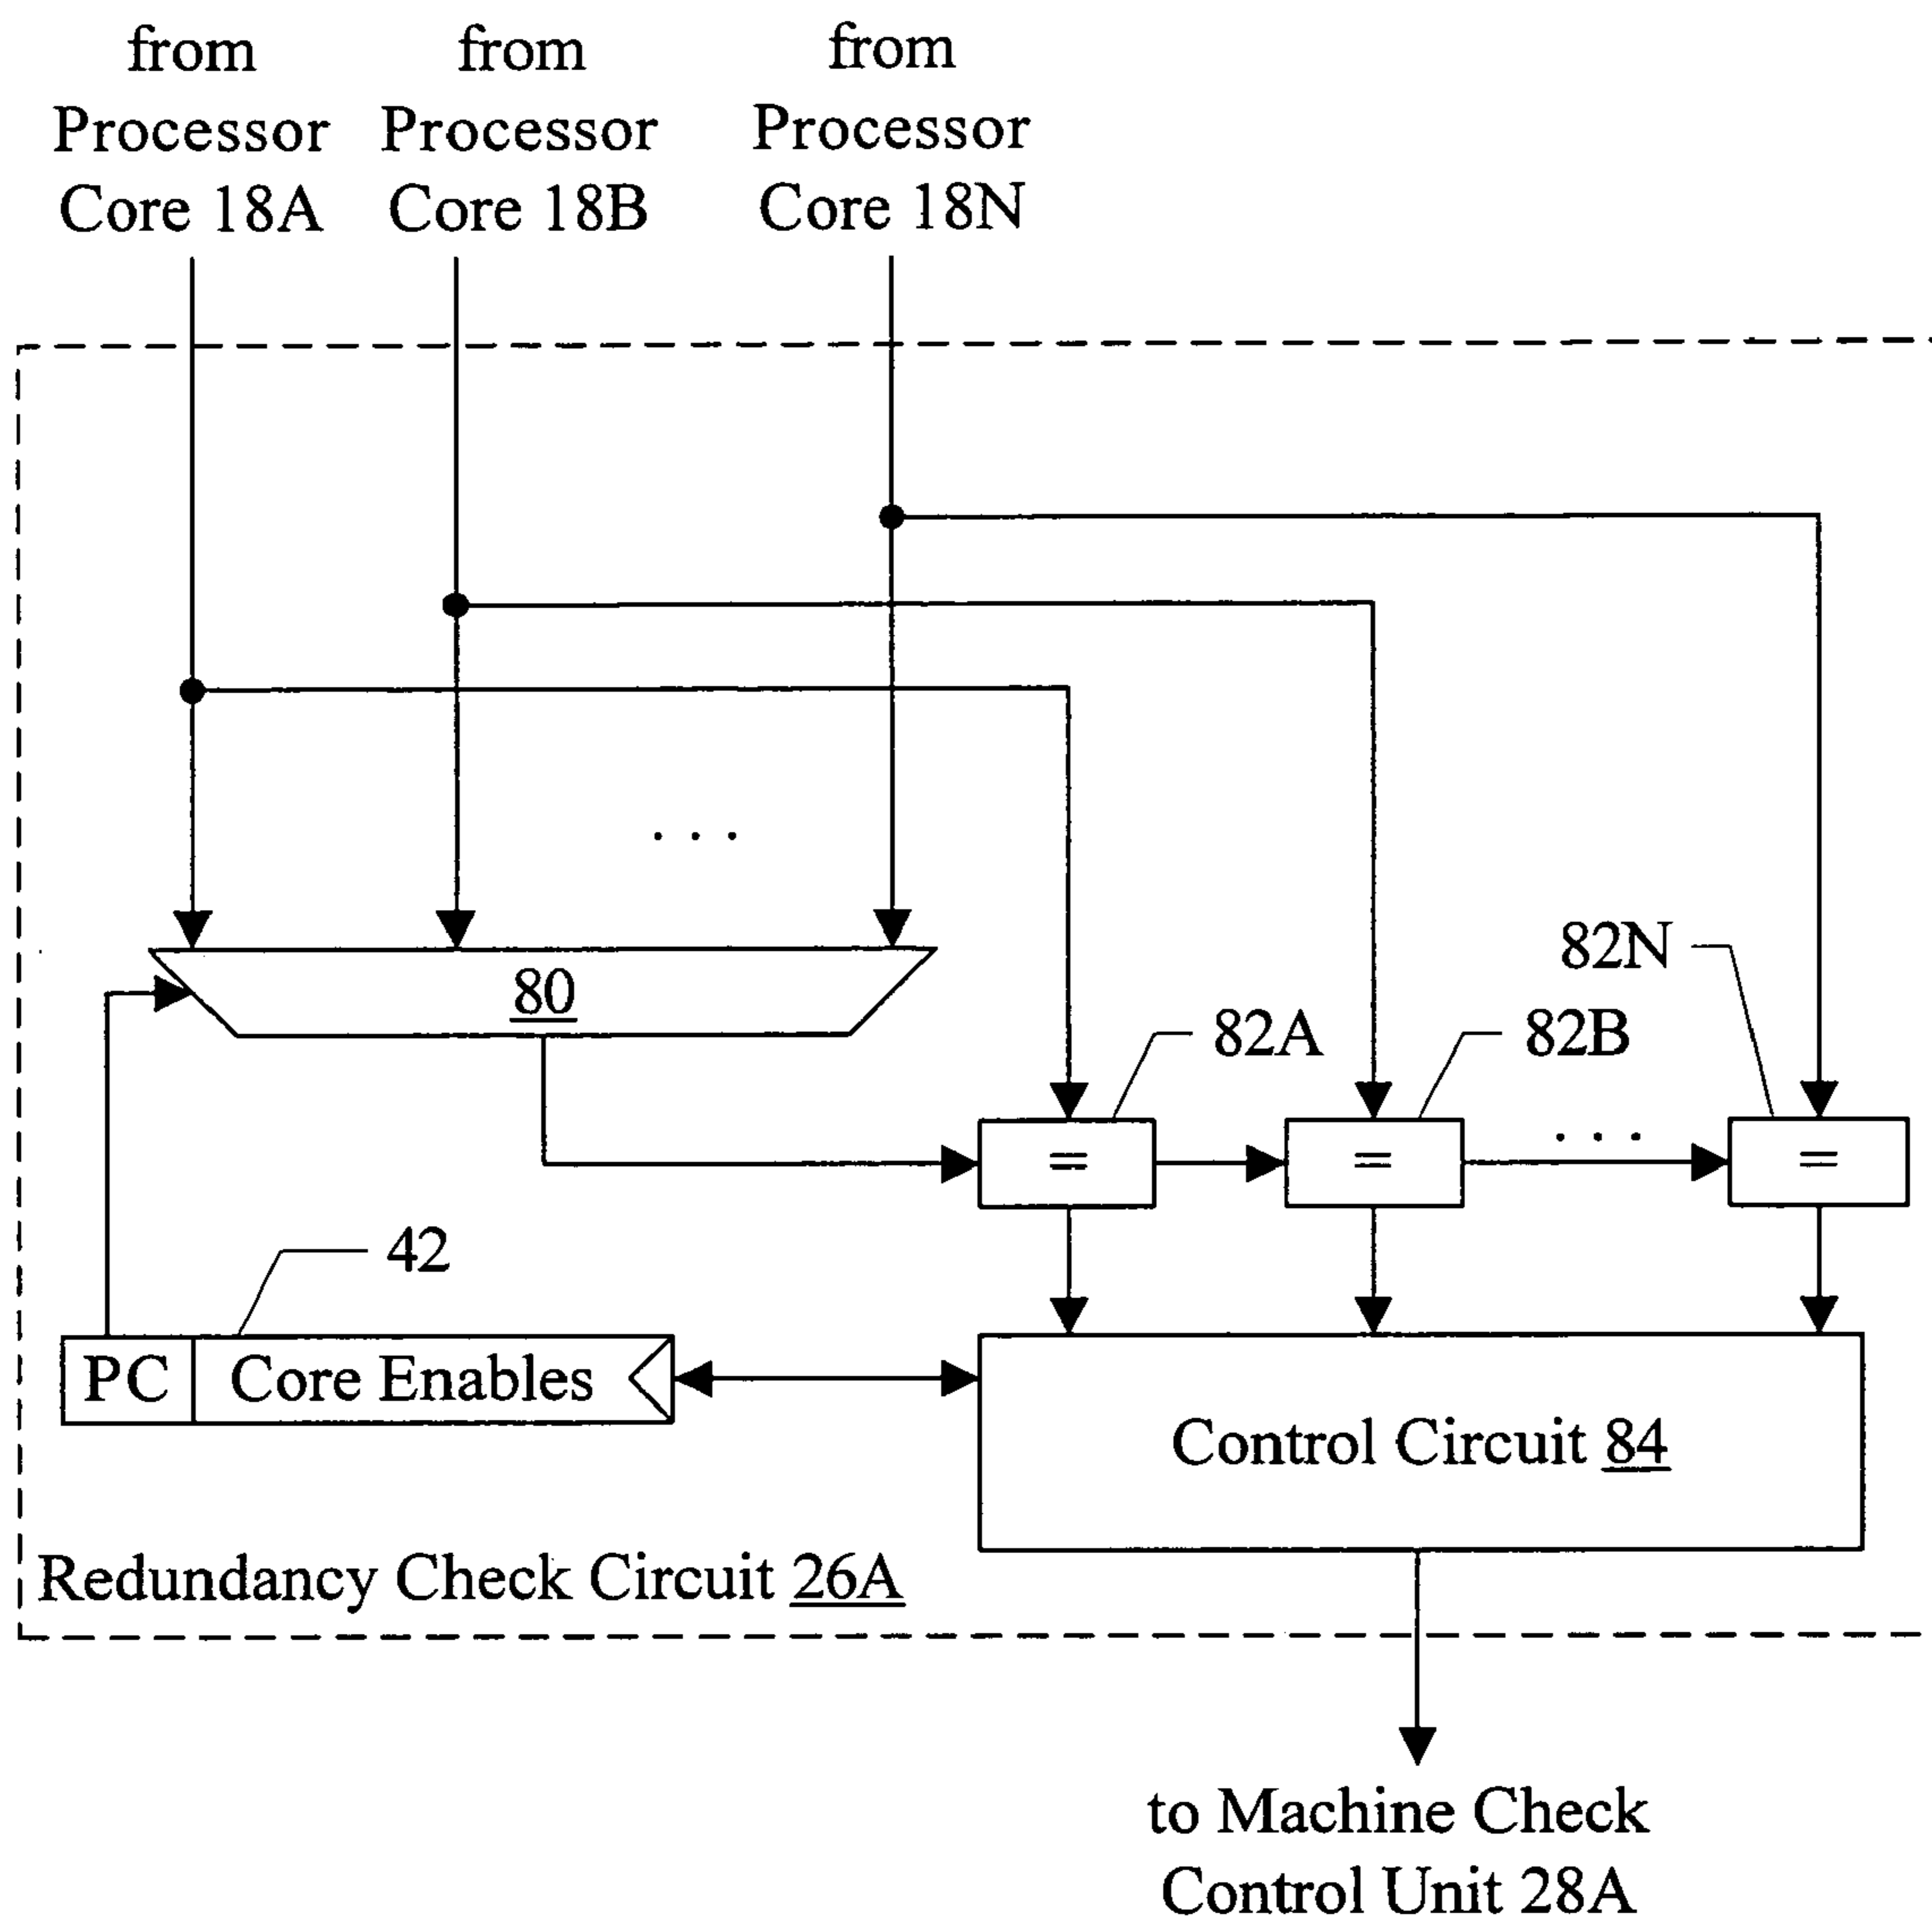 from
Processor
Core 18A
from
Processor
Core 18B
from
Processor
Core 18N
. . .
80
82N
82A
82B
=
=
. . .
=
42
PC
Core Enables
Control Circuit 84
Redundancy Check Circuit 26A
to Machine Check
Control Unit 28A